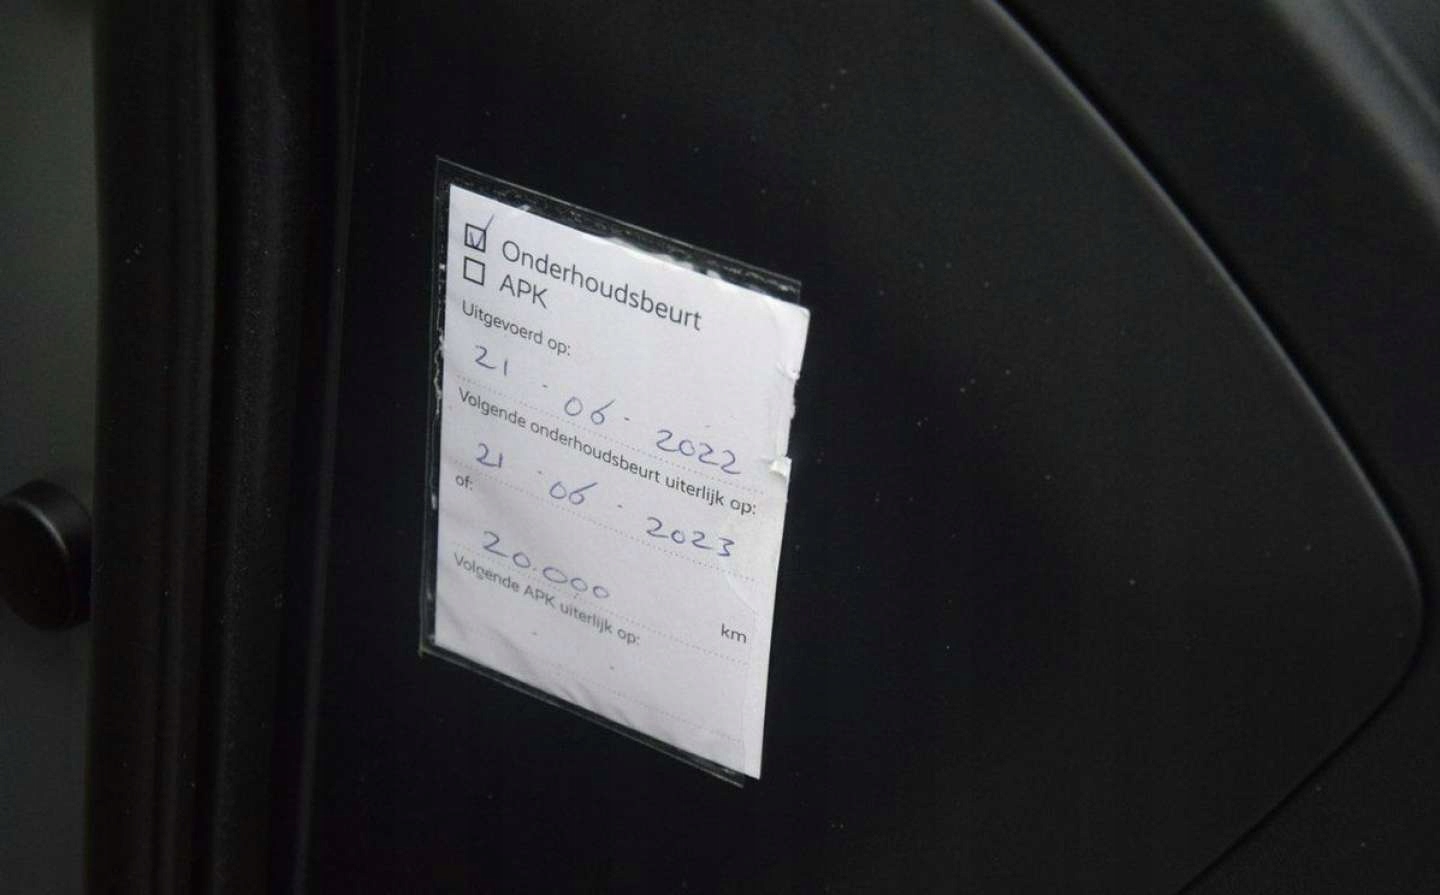 ☑ Onderhoudsbeurt
☐ APK
Uitgevoerd op:
21 - 06 - 2022
Volgende onderhoudsbeurt uiterlijk op:
21 - 06 - 2023
of:
20.000 km
Volgende APK uiterlijk op: